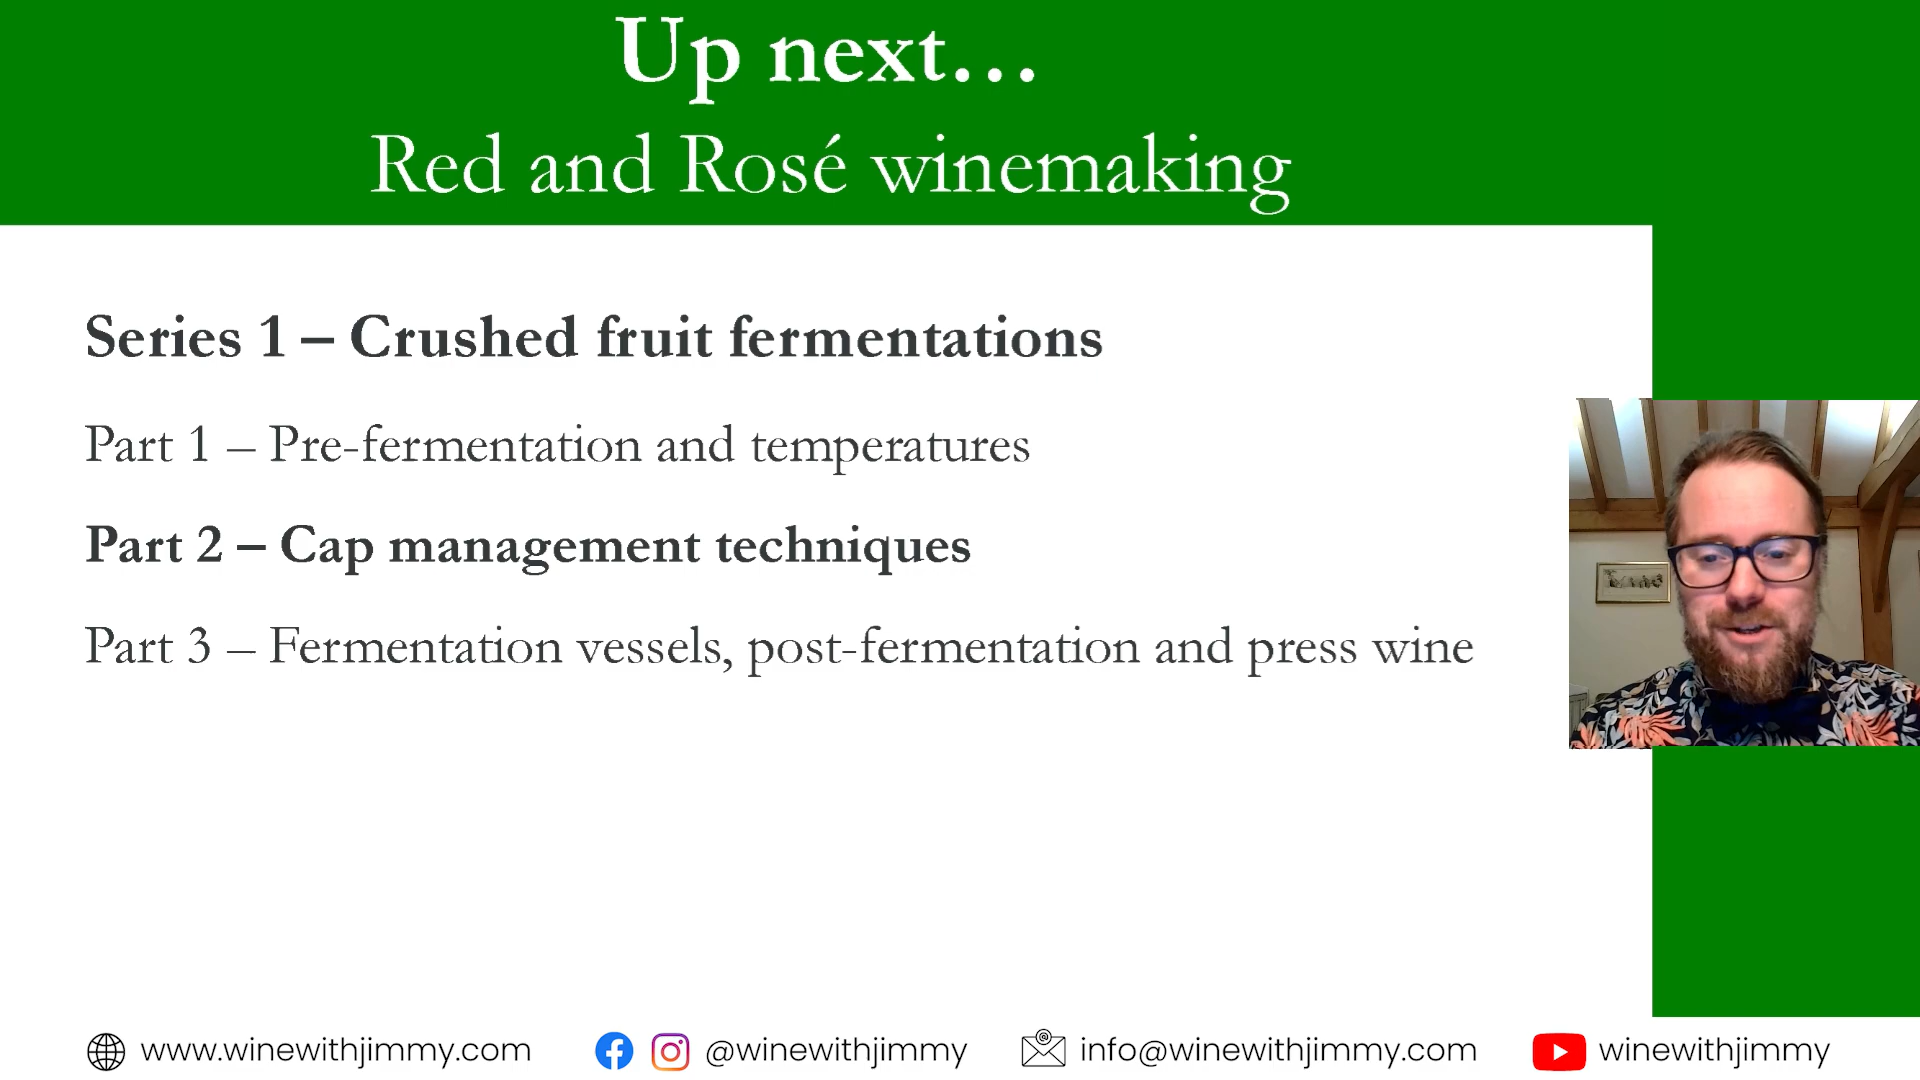 Up next…
Red and Rosé winemaking
Series 1 – Crushed fruit fermentations
Part 1 – Pre-fermentation and temperatures
Part 2 – Cap management techniques
Part 3 – Fermentation vessels, post-fermentation and press wine
www.winewithjimmy.com @winewithjimmy info@winewithjimmy.com winewithjimmy